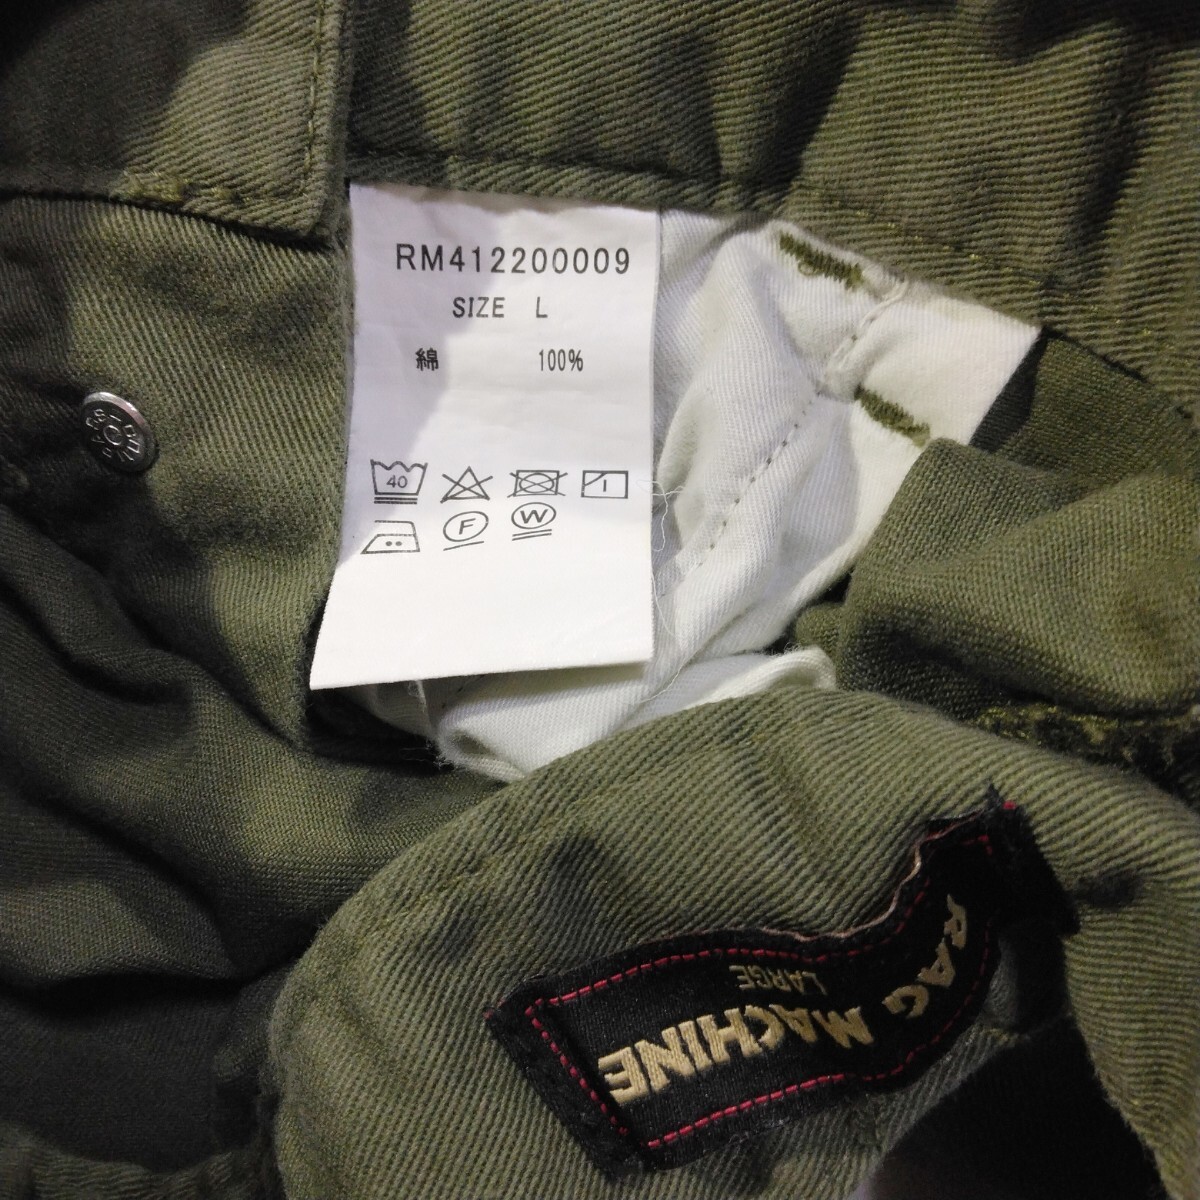 RM412200009
SIZE L
綿 100%
40
F W
RAG MACHINE
LARGE